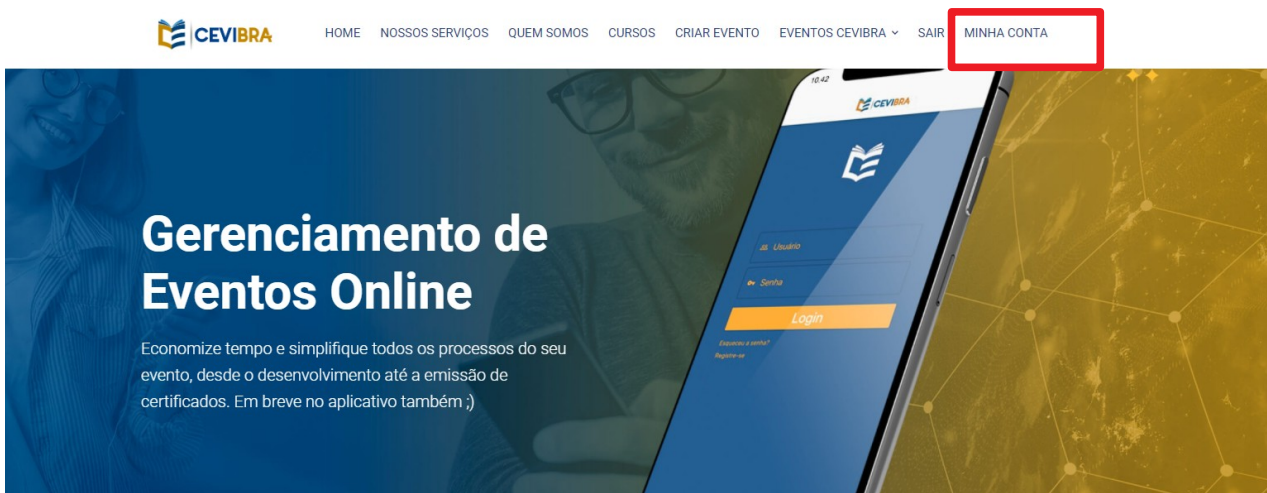 CEVIBRA
HOME NOSSOS SERVIÇOS QUEM SOMOS CURSOS CRIAR EVENTO EVENTOS CEVIBRA SAIR MINHA CONTA
10.42
CEVIBRA
Gerenciamento de
Eventos Online
Economize tempo e simplifique todos os processos do seu
evento, desde o desenvolvimento até a emissão de
certificados. Em breve no aplicativo também ;)
Usuário
Senha
Login
Esqueceu a senha?
Registre-se